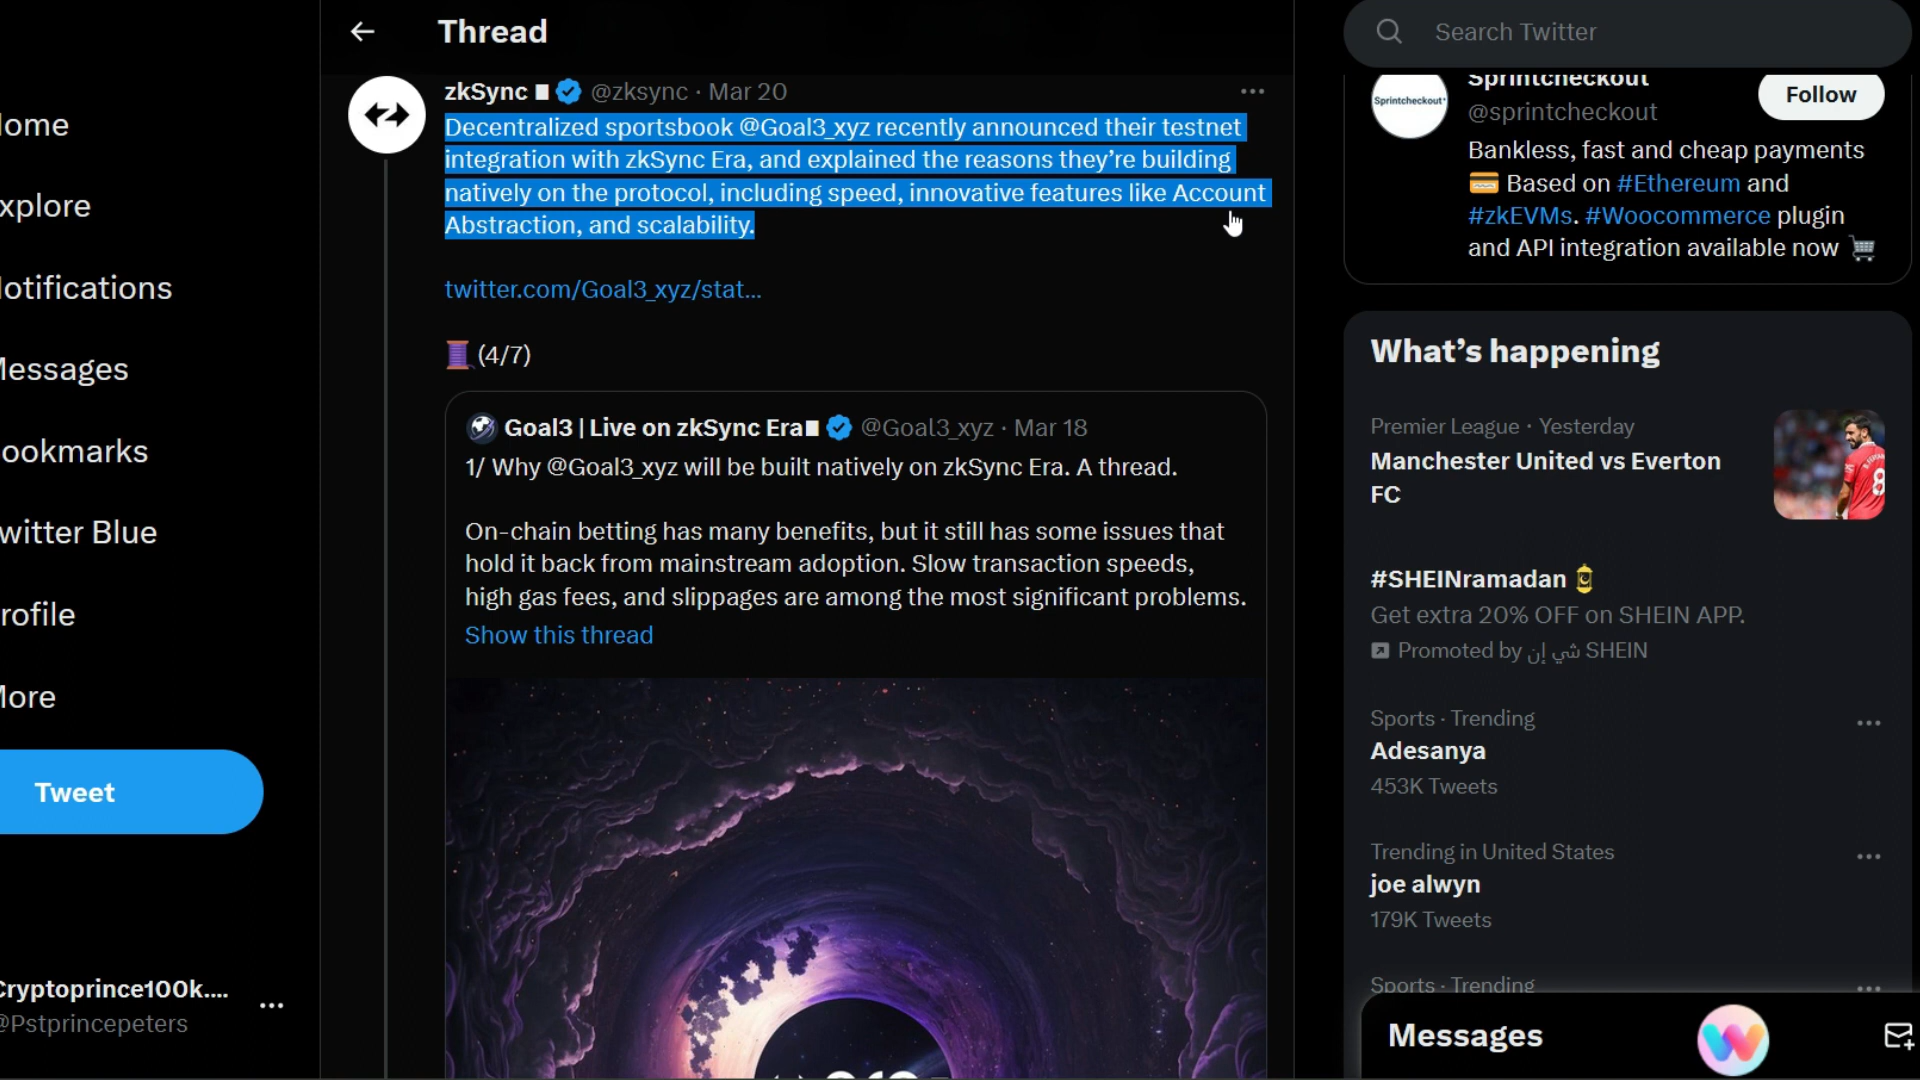 Thread
Search Twitter
zkSync @zksync · Mar 20
Decentralized sportsbook @Goal3_xyz recently announced their testnet
integration with zkSync Era, and explained the reasons they’re building
natively on the protocol, including speed, innovative features like Account
Abstraction, and scalability.
twitter.com/Goal3_xyz/stat...
(4/7)
Goal3 | Live on zkSync Era @Goal3_xyz · Mar 18
1/ Why @Goal3_xyz will be built natively on zkSync Era. A thread.
On-chain betting has many benefits, but it still has some issues that
hold it back from mainstream adoption. Slow transaction speeds,
high gas fees, and slippages are among the most significant problems.
Show this thread
ome
xplore
otifications
essages
ookmarks
witter Blue
rofile
ore
Tweet
Cryptoprince100k....
@Pstprincepeters
Sprintcheckout
Sprintcheckout
@sprintcheckout
Follow
Bankless, fast and cheap payments
💳 Based on #Ethereum and
#zkEVMs. #Woocommerce plugin
and API integration available now 🛒
What’s happening
Premier League · Yesterday
Manchester United vs Everton
FC
#SHEINramadan
Get extra 20% OFF on SHEIN APP.
Promoted by شي إن SHEIN
Sports · Trending
Adesanya
453K Tweets
Trending in United States
joe alwyn
179K Tweets
Sports · Trending
Messages